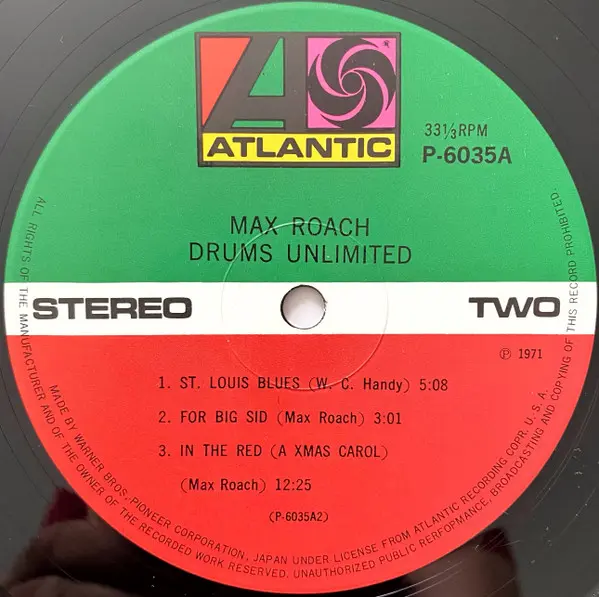 ATLANTIC
®
33⅓RPM
P-6035A
MAX ROACH
DRUMS UNLIMITED
STEREO
TWO
Ⓟ 1971
1. ST. LOUIS BLUES (W. C. Handy) 5:08
2. FOR BIG SID (Max Roach) 3:01
3. IN THE RED (A XMAS CAROL)
(Max Roach) 12:25
(P-6035A2)
MADE BY WARNER BROS.-PIONEER CORPORATION, JAPAN UNDER LICENSE FROM ATLANTIC RECORDING COPR. U. S. A.
ALL RIGHTS OF THE MANUFACTURER AND OF THE OWNER OF THE RECORDED WORK RESERVED. UNAUTHORIZED PUBLIC RERFORMANCE, BROADCASTING AND COPYING OF THIS RECORD PROHIBITED.